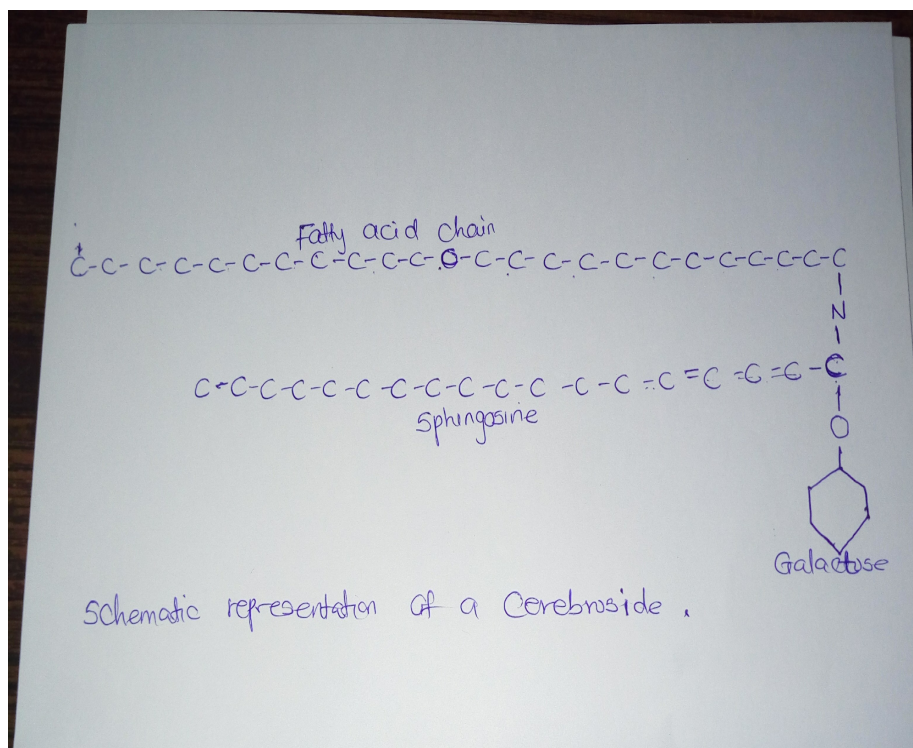 Fatty acid chain
C-C-C-C-C-C-C-C-C-C-C-O-C-C-C-C-C-C-C-C-C-C-C-C
N
C-C-C-C-C-C-C-C-C-C-C-C-C-C=C-C=C-C
Sphingosine
O
Galactose
Schematic representation of a Cerebroside.